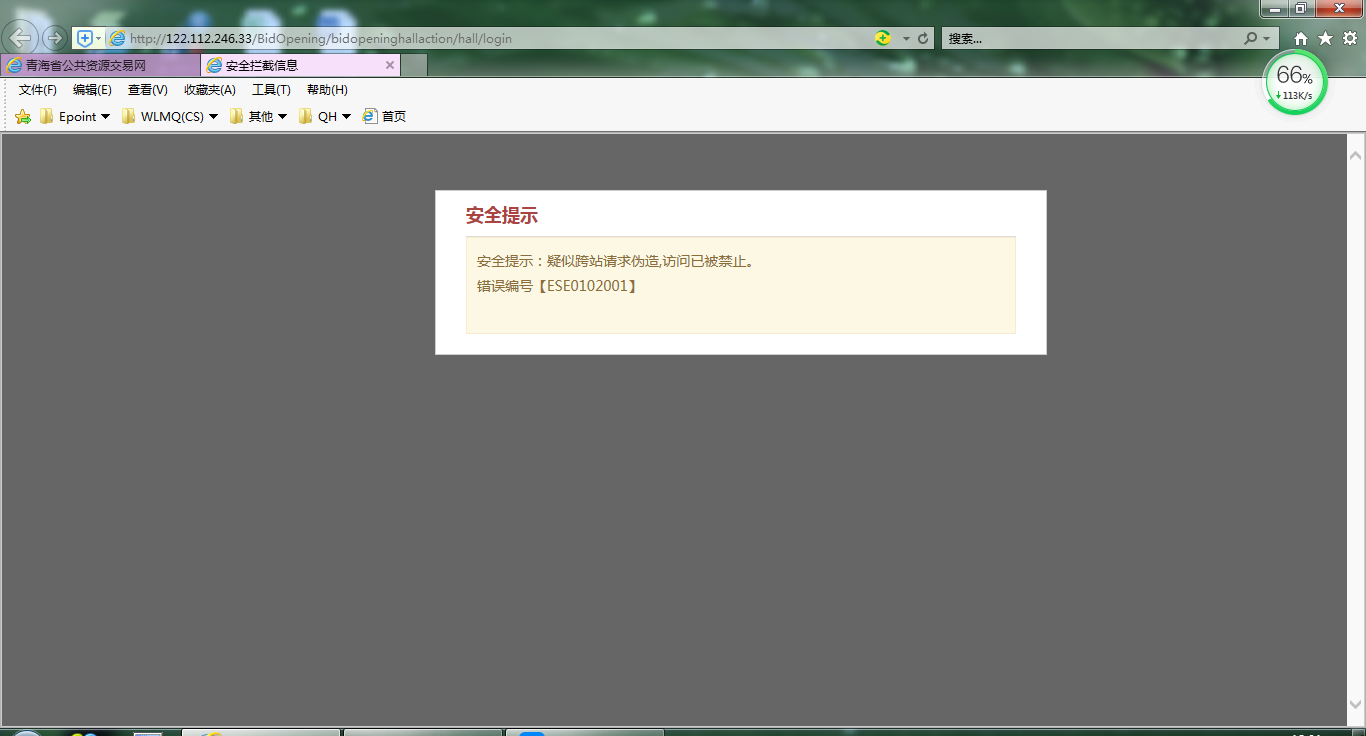 http://122.112.246.33/BidOpening/bidopeninghallaction/hall/login
搜索...
青海省公共资源交易网
安全拦截信息
66%
113K/s
文件(F) 编辑(E) 查看(V) 收藏夹(A) 工具(T) 帮助(H)
Epoint WLMQ(CS) 其他 QH 首页
安全提示
安全提示：疑似跨站请求伪造,访问已被禁止。
错误编号【ESE0102001】